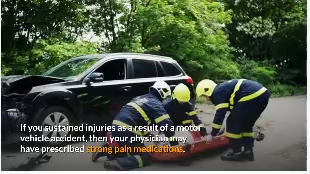 If you sustained injuries as a result of a motor
vehicle accident, then your physician may
have prescribed strong pain medications.